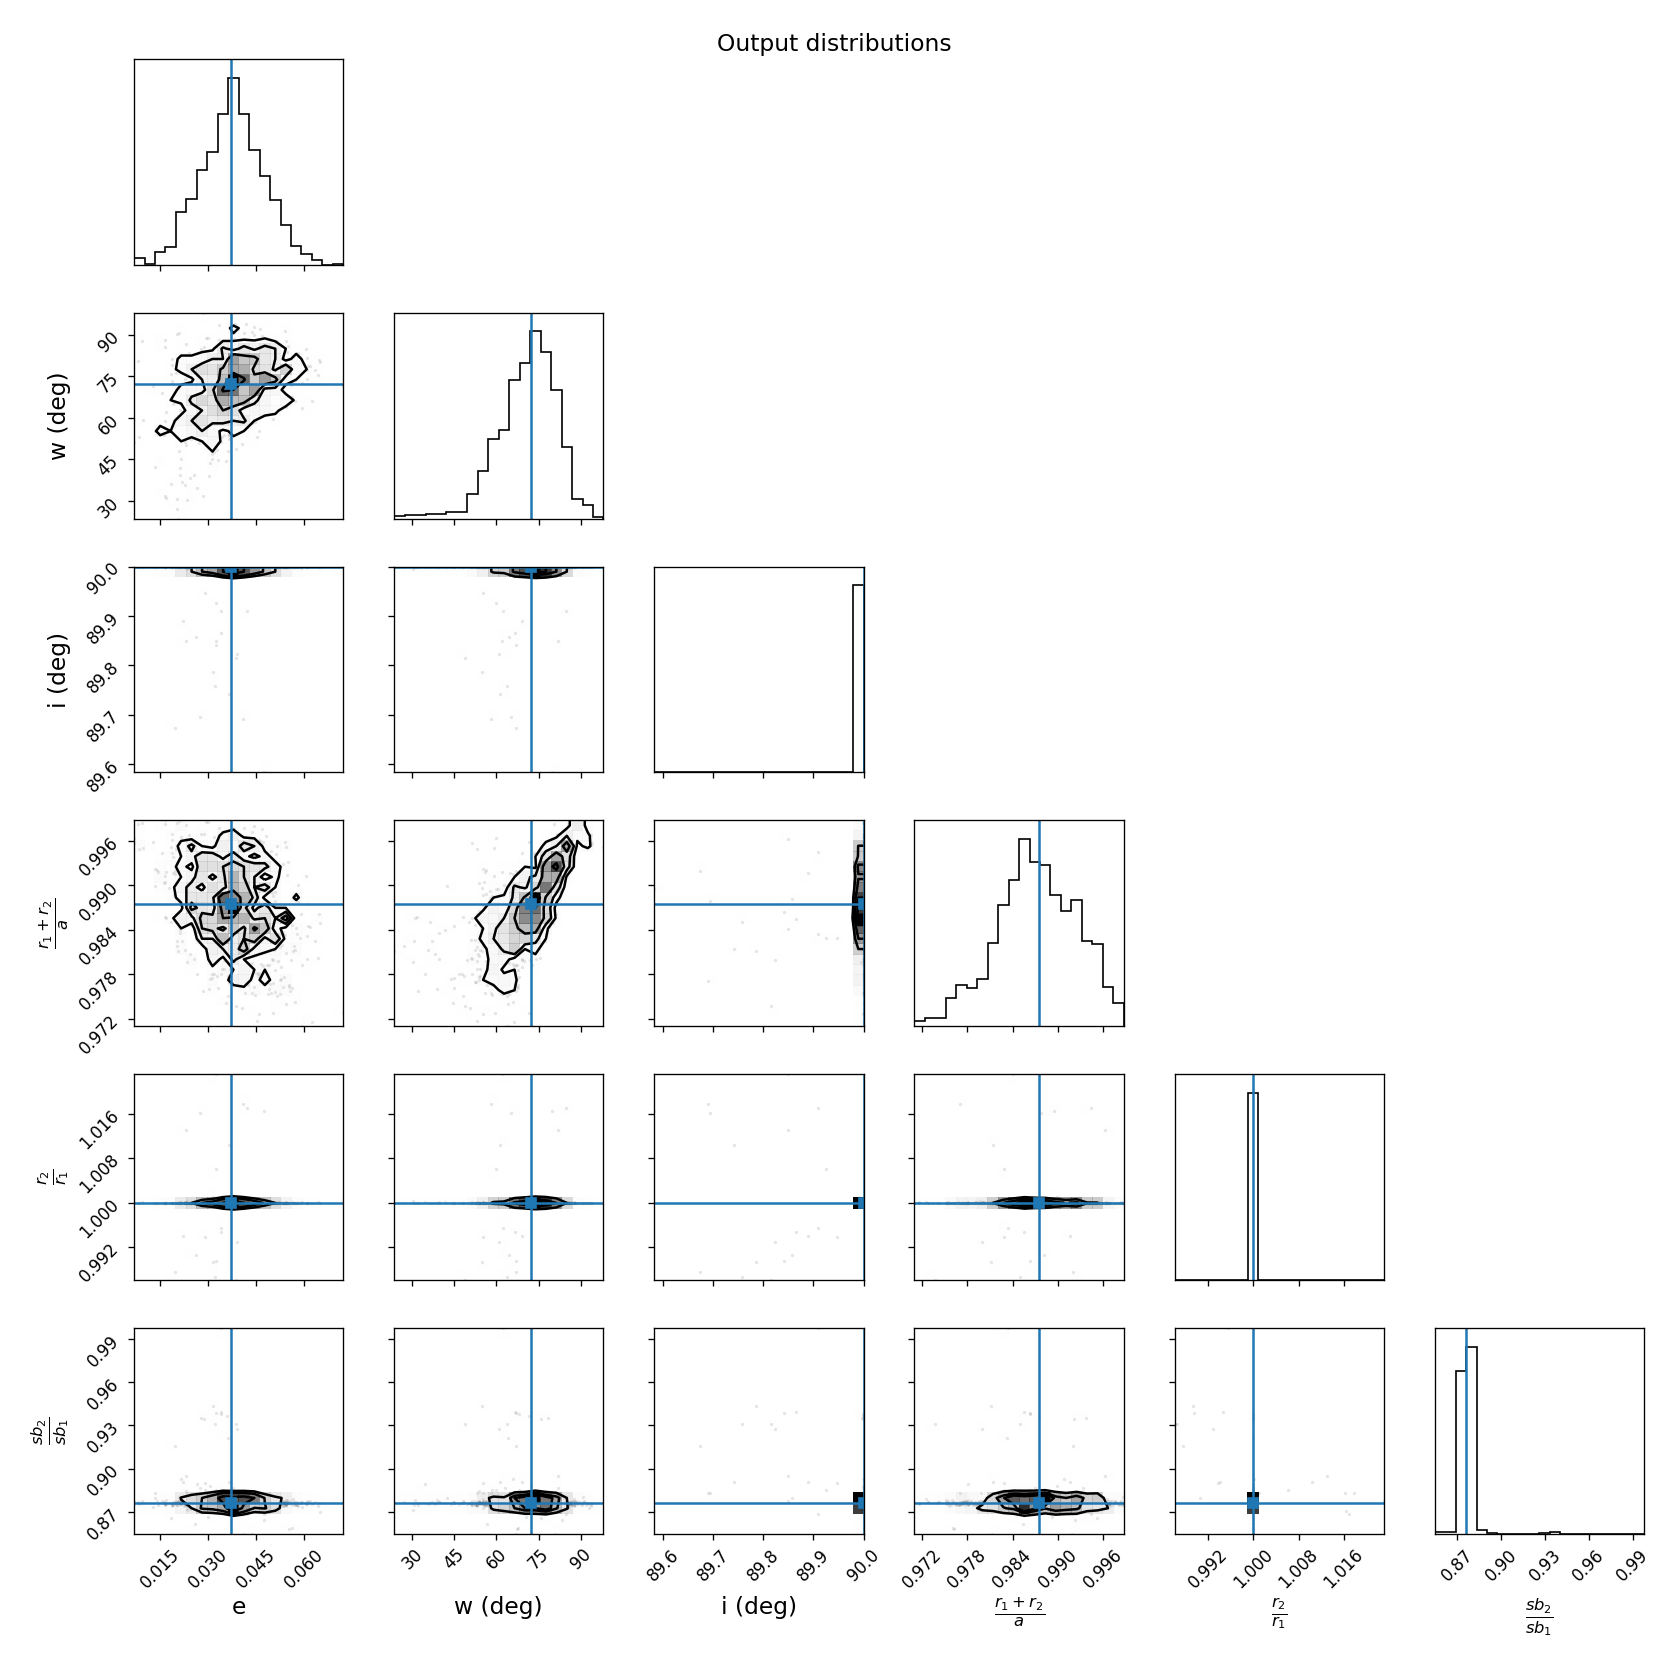 Output distributions
w (deg)
90
75
60
45
30
i (deg)
90.0
89.9
89.8
89.7
89.6
r₁ + r₂
a
0.996
0.990
0.984
0.978
0.972
r₂
r₁
1.016
1.008
1.000
0.992
sb₂
sb₁
0.99
0.96
0.93
0.90
0.87
0.015 0.030 0.045 0.060
30 45 60 75 90
89.6 89.7 89.8 89.9 90.0
0.972 0.978 0.984 0.990 0.996
0.992 1.000 1.008 1.016
0.87 0.90 0.93 0.96 0.99
e
w (deg)
i (deg)
r₁ + r₂
a
r₂
r₁
sb₂
sb₁